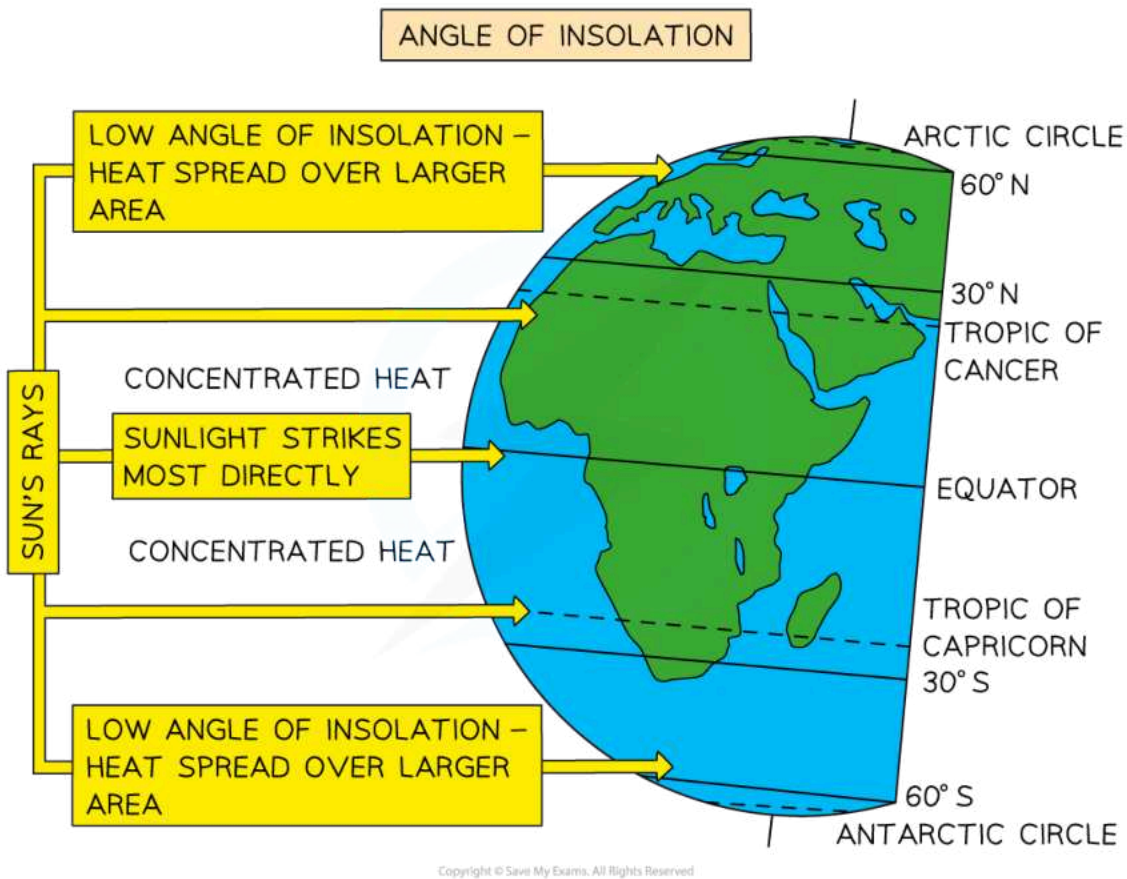 ANGLE OF INSOLATION
LOW ANGLE OF INSOLATION –
HEAT SPREAD OVER LARGER
AREA
ARCTIC CIRCLE
60° N
30° N
TROPIC OF
CANCER
CONCENTRATED HEAT
SUN'S RAYS
SUNLIGHT STRIKES
MOST DIRECTLY
EQUATOR
CONCENTRATED HEAT
TROPIC OF
CAPRICORN
30° S
LOW ANGLE OF INSOLATION –
HEAT SPREAD OVER LARGER
AREA
60° S
ANTARCTIC CIRCLE
Copyright © Save My Exams. All Rights Reserved